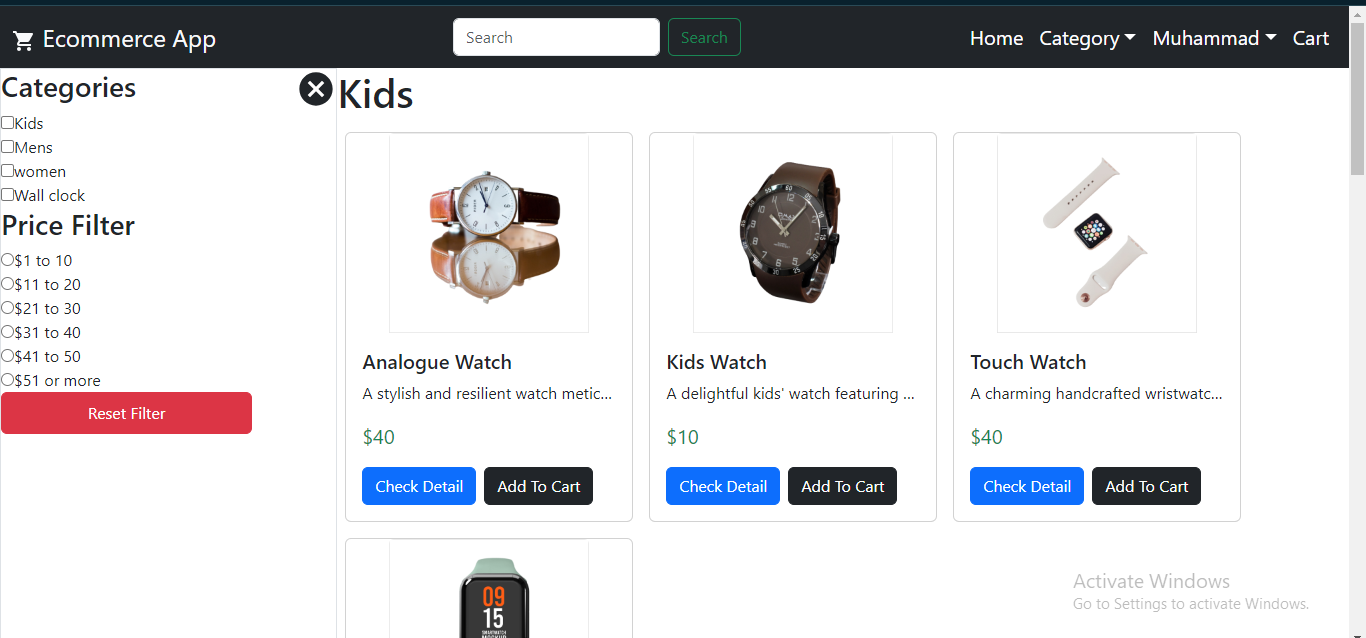 Ecommerce App
Search
Search
Home
Category
Muhammad
Cart
Categories
Kids
Mens
women
Wall clock
Price Filter
$1 to 10
$11 to 20
$21 to 30
$31 to 40
$41 to 50
$51 or more
Reset Filter
Kids
Analogue Watch
A stylish and resilient watch metic...
$40
Check Detail
Add To Cart
Kids Watch
A delightful kids' watch featuring ...
$10
Check Detail
Add To Cart
Touch Watch
A charming handcrafted wristwatc...
$40
Check Detail
Add To Cart
09
15
SMARTWATCH
MOCKUP
Activate Windows
Go to Settings to activate Windows.